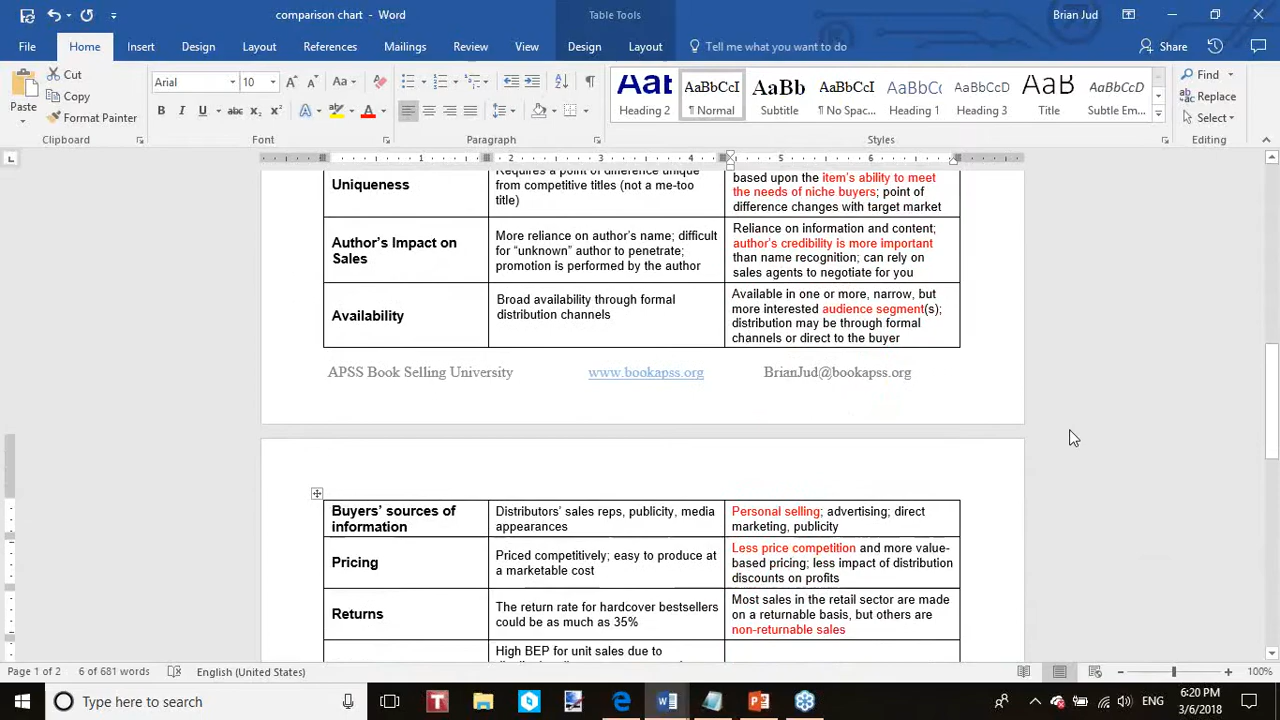 comparison chart - Word
Table Tools
Brian Jud
File
Home
Insert
Design
Layout
References
Mailings
Review
View
Design
Layout
Tell me what you want to do
Share
Paste
Cut
Copy
Format Painter
Clipboard
Arial
10
Font
Paragraph
AaBbCcI
AaBb
AaBbCcI
AaBbCc
AaBbCcD
AaBb
AaBbCcD
Heading 2
¶ Normal
Subtitle
¶ No Spac...
Heading 1
Heading 3
Title
Subtle Em...
Styles
Find
Replace
Select
Editing
1 2 3 4 5 6
Uniqueness
Requires a point of difference unique
from competitive titles (not a me-too
title)
based upon the item's ability to meet
the needs of niche buyers; point of
difference changes with target market
Author's Impact on
Sales
More reliance on author's name; difficult
for “unknown” author to penetrate;
promotion is performed by the author
Reliance on information and content;
author's credibility is more important
than name recognition; can rely on
sales agents to negotiate for you
Availability
Broad availability through formal
distribution channels
Available in one or more, narrow, but
more interested audience segment(s);
distribution may be through formal
channels or direct to the buyer
APSS Book Selling University
www.bookapss.org
BrianJud@bookapss.org
Buyers' sources of
information
Distributors' sales reps, publicity, media
appearances
Personal selling; advertising; direct
marketing, publicity
Pricing
Priced competitively; easy to produce at
a marketable cost
Less price competition and more value-
based pricing; less impact of distribution
discounts on profits
Returns
The return rate for hardcover bestsellers
could be as much as 35%
Most sales in the retail sector are made
on a returnable basis, but others are
non-returnable sales
High BEP for unit sales due to
Page 1 of 2
6 of 681 words
English (United States)
100%
Type here to search
ENG
6:20 PM
3/6/2018